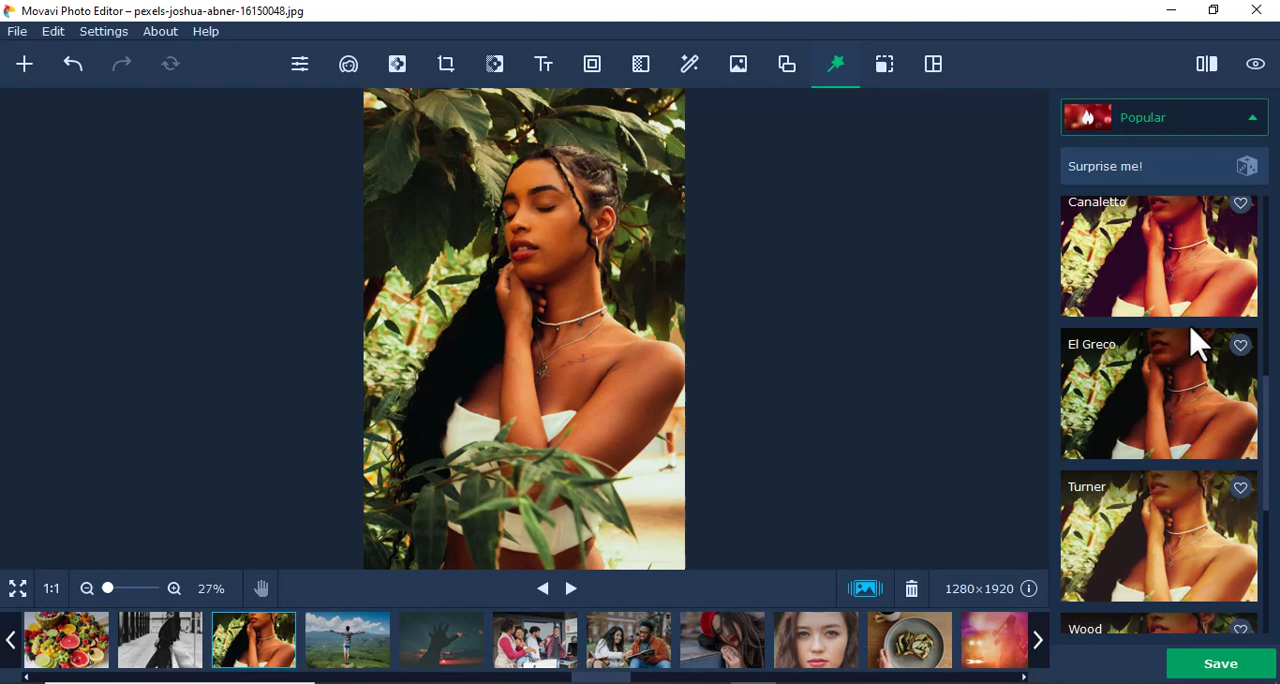 Movavi Photo Editor – pexels-joshua-abner-16150048.jpg
File Edit Settings About Help
Popular
Surprise me!
Canaletto
El Greco
Turner
Wood
1:1
27%
1280×1920
Save